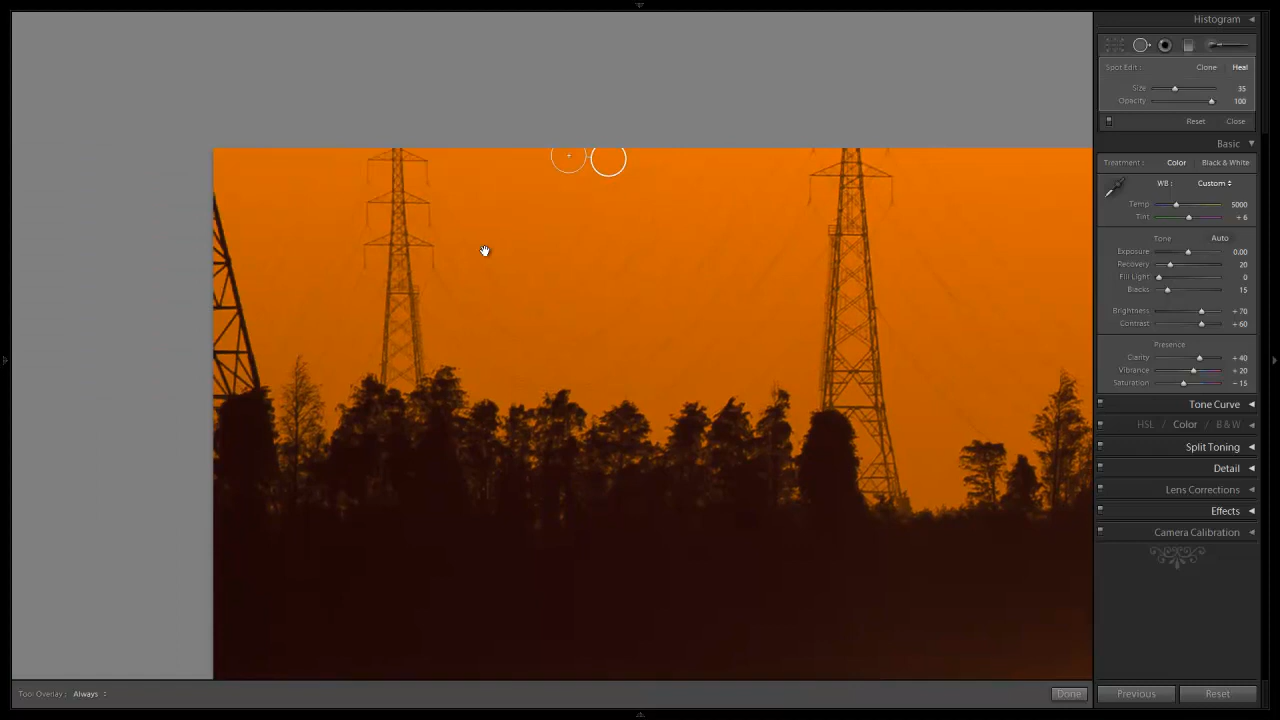 Histogram
Spot Edit : Clone Heal
Size 35
Opacity 100
Reset Close
Basic
Treatment : Color Black & White
WB : Custom
Temp 5000
Tint + 6
Tone Auto
Exposure 0.00
Recovery 20
Fill Light 0
Blacks 15
Brightness + 70
Contrast + 60
Presence
Clarity + 40
Vibrance + 20
Saturation − 15
Tone Curve
HSL / Color / B & W
Split Toning
Detail
Lens Corrections
Effects
Camera Calibration
Tool Overlay : Always Done Previous Reset